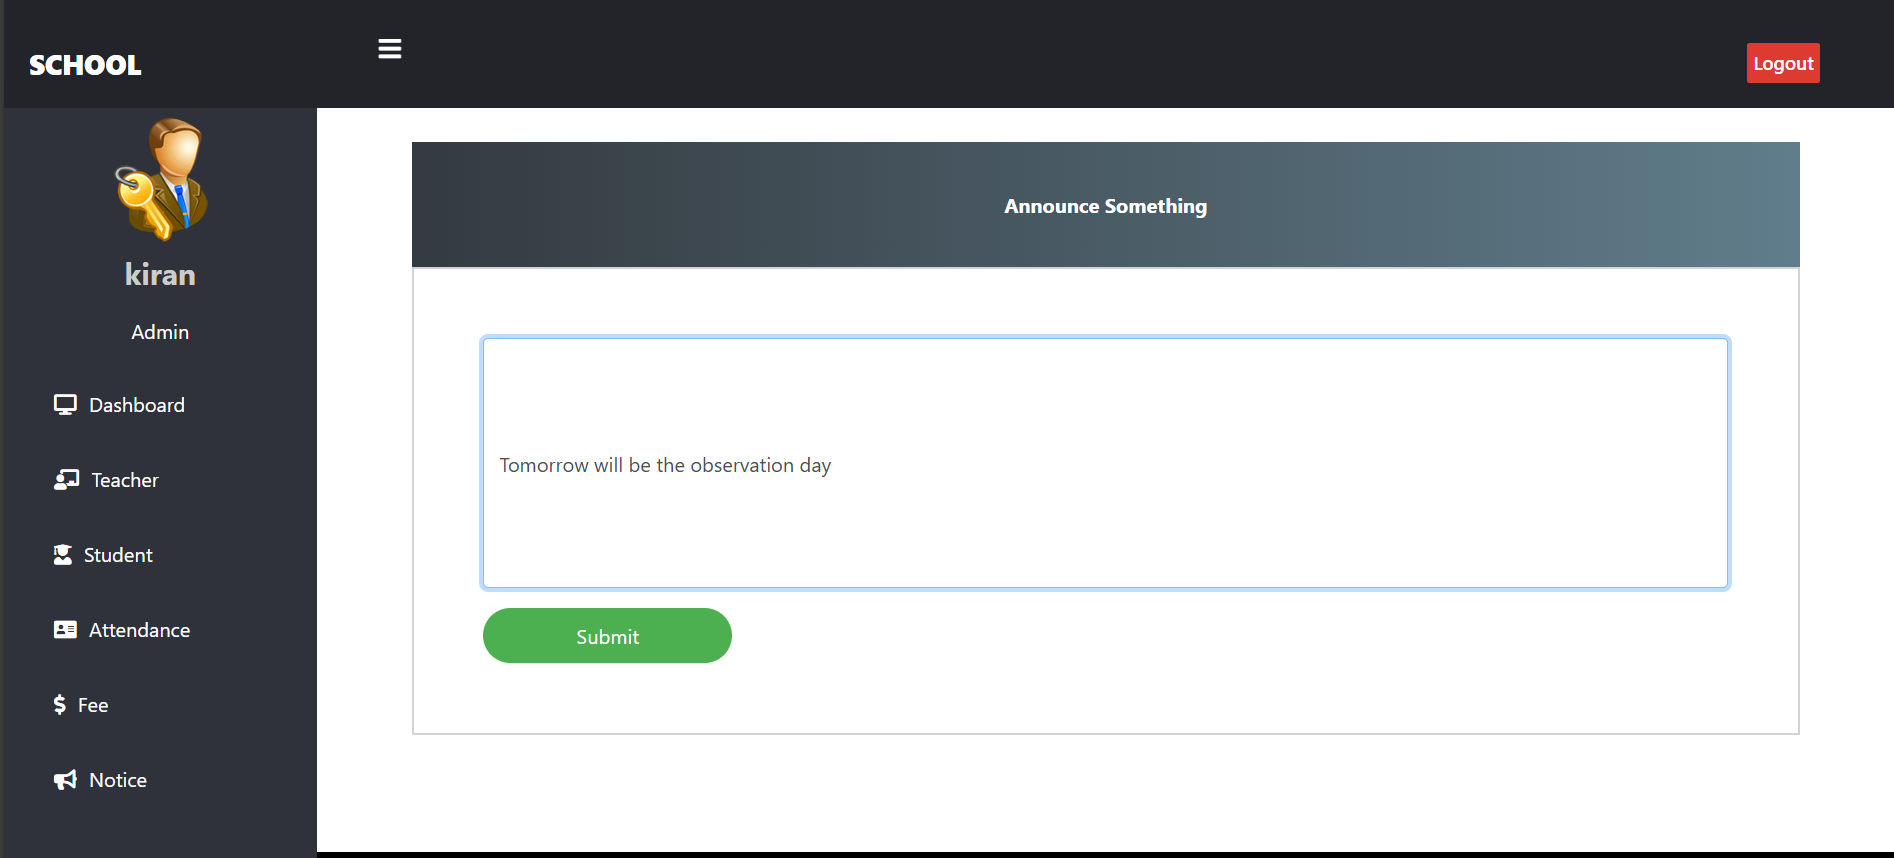 SCHOOL
Logout
kiran
Admin
Dashboard
Teacher
Student
Attendance
Fee
Notice
Announce Something
Tomorrow will be the observation day
Submit